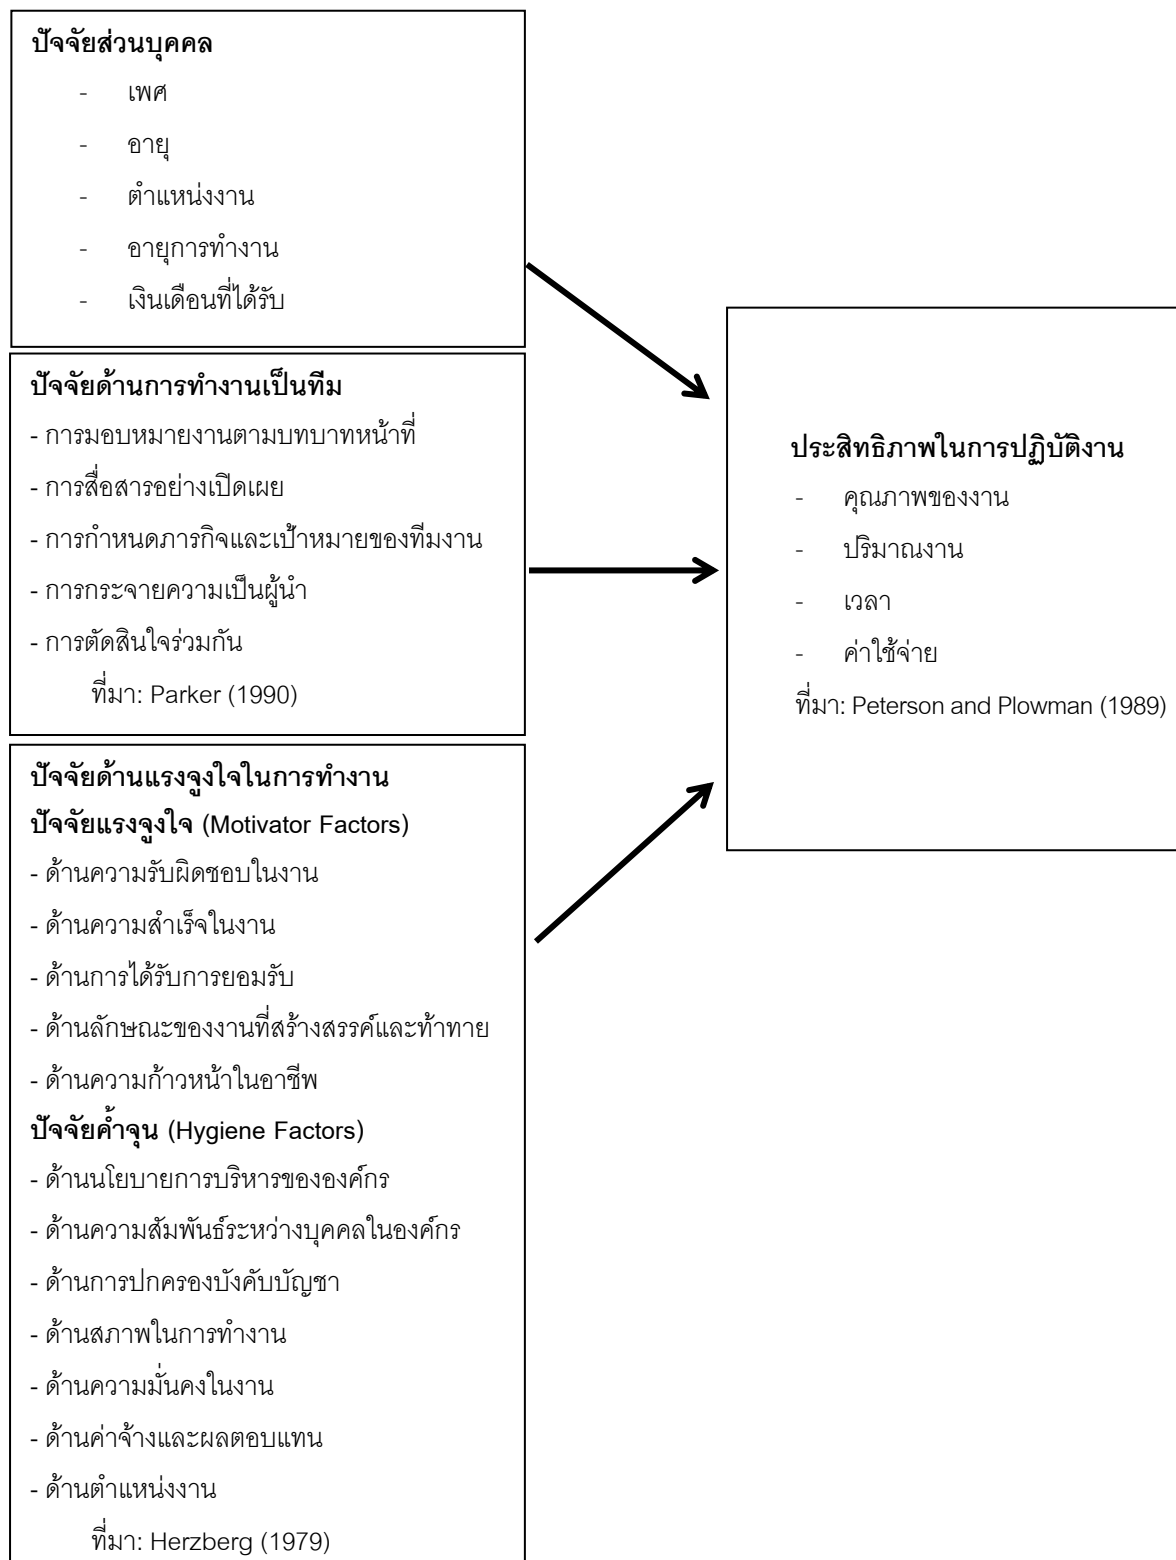 ปัจจัยส่วนบุคคล
- เพศ
- อายุ
- ตำแหน่งงาน
- อายุการทำงาน
- เงินเดือนที่ได้รับ
ปัจจัยด้านการทำงานเป็นทีม
- การมอบหมายงานตามบทบาทหน้าที่
- การสื่อสารอย่างเปิดเผย
- การกำหนดภารกิจและเป้าหมายของทีมงาน
- การกระจายความเป็นผู้นำ
- การตัดสินใจร่วมกัน
ที่มา: Parker (1990)
ปัจจัยด้านแรงจูงใจในการทำงาน
ปัจจัยแรงจูงใจ (Motivator Factors)
- ด้านความรับผิดชอบในงาน
- ด้านความสำเร็จในงาน
- ด้านการได้รับการยอมรับ
- ด้านลักษณะของงานที่สร้างสรรค์และท้าทาย
- ด้านความก้าวหน้าในอาชีพ
ปัจจัยค้ำจุน (Hygiene Factors)
- ด้านนโยบายการบริหารขององค์กร
- ด้านความสัมพันธ์ระหว่างบุคคลในองค์กร
- ด้านการปกครองบังคับบัญชา
- ด้านสภาพในการทำงาน
- ด้านความมั่นคงในงาน
- ด้านค่าจ้างและผลตอบแทน
- ด้านตำแหน่งงาน
ที่มา: Herzberg (1979)
ประสิทธิภาพในการปฏิบัติงาน
- คุณภาพของงาน
- ปริมาณงาน
- เวลา
- ค่าใช้จ่าย
ที่มา: Peterson and Plowman (1989)